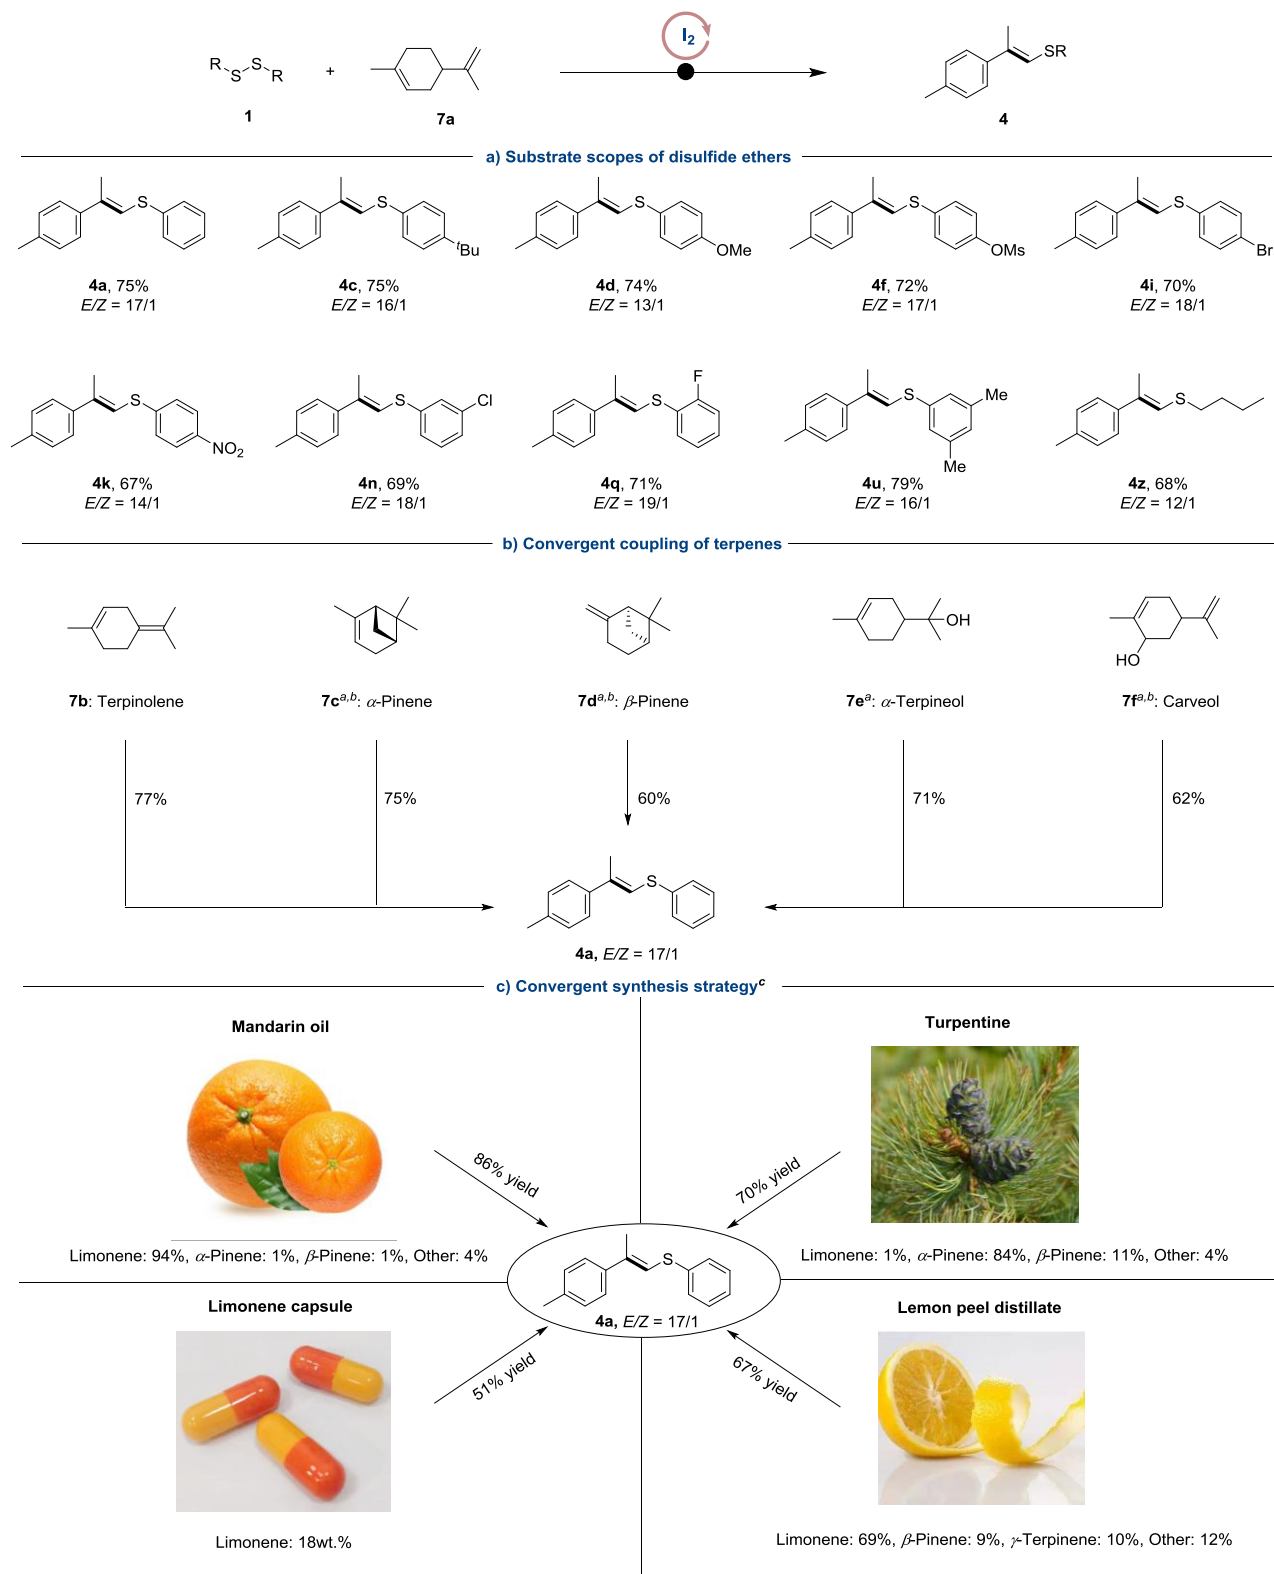 I2
R S S R + SR
1 7a 4
a) Substrate scopes of disulfide ethers
S S S S S
tBu OMe OMs Br
4a, 75% 4c, 75% 4d, 74% 4f, 72% 4i, 70%
E/Z = 17/1 E/Z = 16/1 E/Z = 13/1 E/Z = 17/1 E/Z = 18/1
F
S S Cl S S Me S
NO2 Me
4k, 67% 4n, 69% 4q, 71% 4u, 79% 4z, 68%
E/Z = 14/1 E/Z = 18/1 E/Z = 19/1 E/Z = 16/1 E/Z = 12/1
b) Convergent coupling of terpenes
OH
HO
7b: Terpinolene 7ca,b: α-Pinene 7da,b: β-Pinene 7ea: α-Terpineol 7fa,b: Carveol
77% 75% 60% 71% 62%
S
4a, E/Z = 17/1
c) Convergent synthesis strategyc
Mandarin oil
Turpentine
86% yield
70% yield
Limonene: 94%, α-Pinene: 1%, β-Pinene: 1%, Other: 4%
Limonene: 1%, α-Pinene: 84%, β-Pinene: 11%, Other: 4%
S
4a, E/Z = 17/1
Limonene capsule
Lemon peel distillate
51% yield
67% yield
Limonene: 18wt.%
Limonene: 69%, β-Pinene: 9%, γ-Terpinene: 10%, Other: 12%